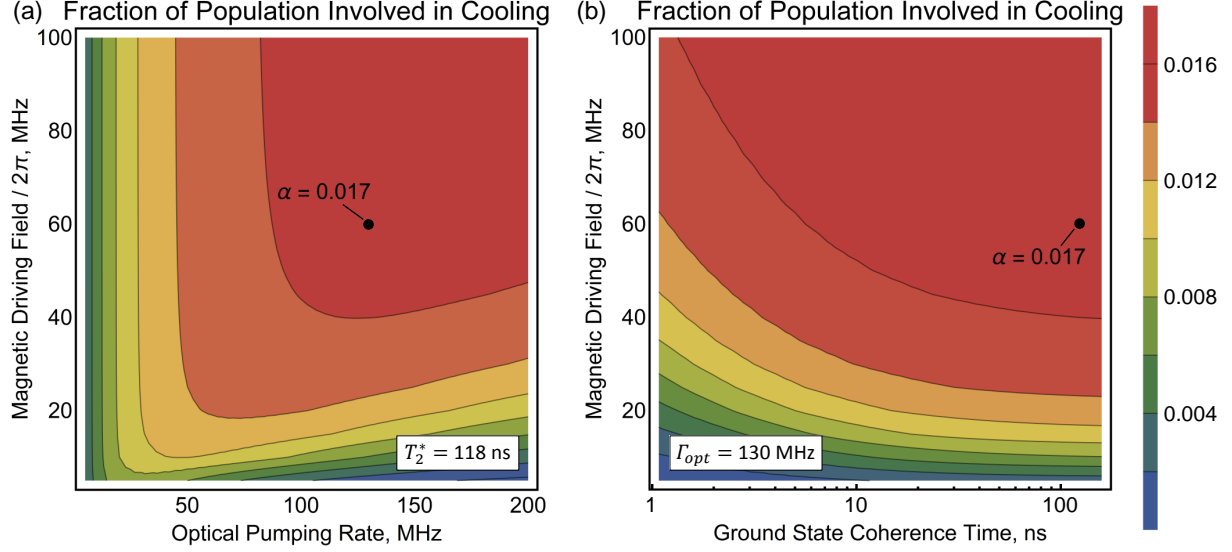 (a) Fraction of Population Involved in Cooling
Magnetic Driving Field / 2π, MHz
100
80
60
40
20
α = 0.017
T₂* = 118 ns
50
100
150
200
Optical Pumping Rate, MHz
(b) Fraction of Population Involved in Cooling
Magnetic Driving Field / 2π, MHz
100
80
60
40
20
α = 0.017
Γopt = 130 MHz
1
10
100
Ground State Coherence Time, ns
0.016
0.012
0.008
0.004